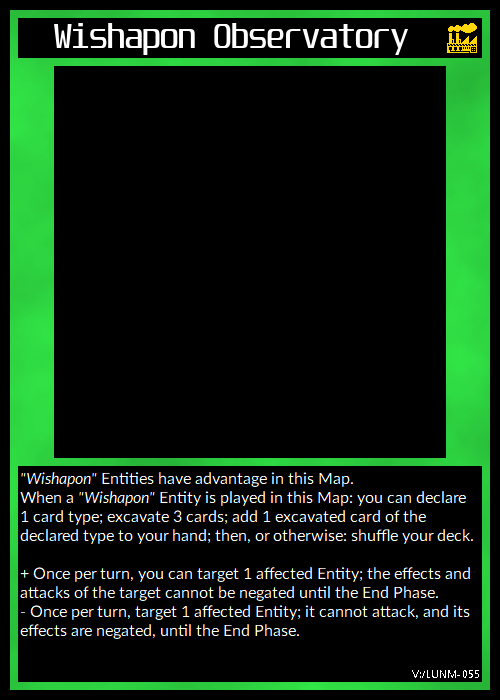 Wishapon Observatory
"Wishapon" Entities have advantage in this Map.
When a "Wishapon" Entity is played in this Map: you can declare
1 card type; excavate 3 cards; add 1 excavated card of the
declared type to your hand; then, or otherwise: shuffle your deck.
+ Once per turn, you can target 1 affected Entity; the effects and
attacks of the target cannot be negated until the End Phase.
- Once per turn, target 1 affected Entity; it cannot attack, and its
effects are negated, until the End Phase.
V:/LUNM-055